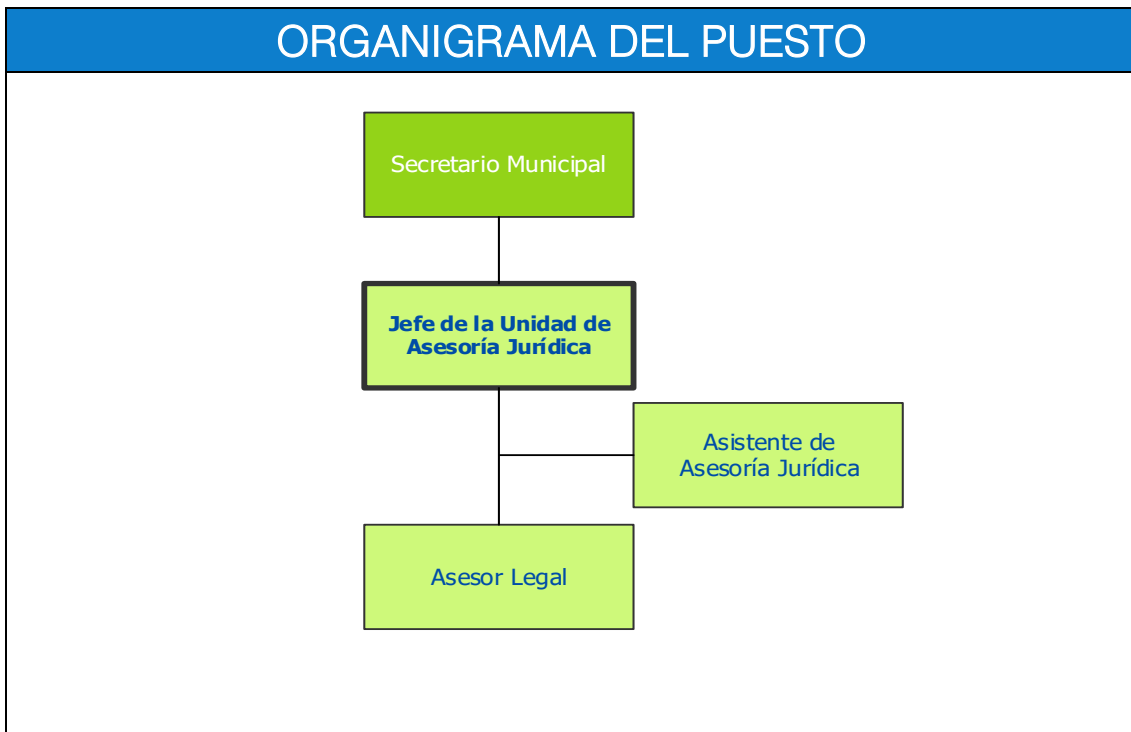 ORGANIGRAMA DEL PUESTO
Secretario Municipal
Jefe de la Unidad de
Asesoría Jurídica
Asistente de
Asesoría Jurídica
Asesor Legal